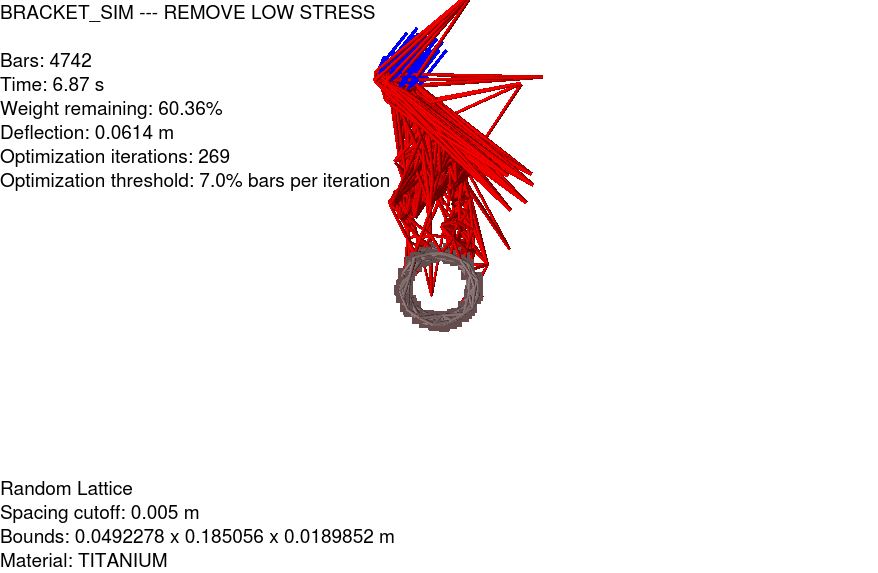 BRACKET_SIM --- REMOVE LOW STRESS
Bars: 4742
Time: 6.87 s
Weight remaining: 60.36%
Deflection: 0.0614 m
Optimization iterations: 269
Optimization threshold: 7.0% bars per iteration
Random Lattice
Spacing cutoff: 0.005 m
Bounds: 0.0492278 x 0.185056 x 0.0189852 m
Material: TITANIUM